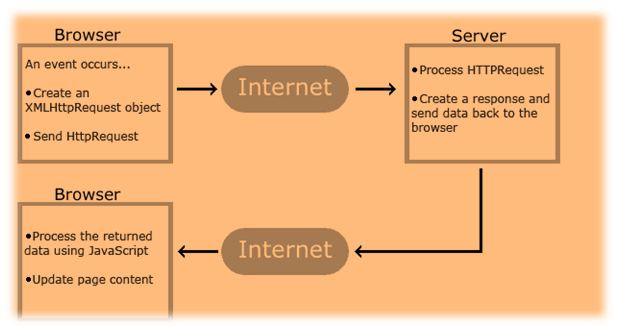 Browser
An event occurs...
•Create an
XMLHttpRequest object
• Send HttpRequest
Internet
Server
•Process HTTPRequest
•Create a response and
send data back to the
browser
Browser
•Process the returned
data using JavaScript
•Update page content
Internet